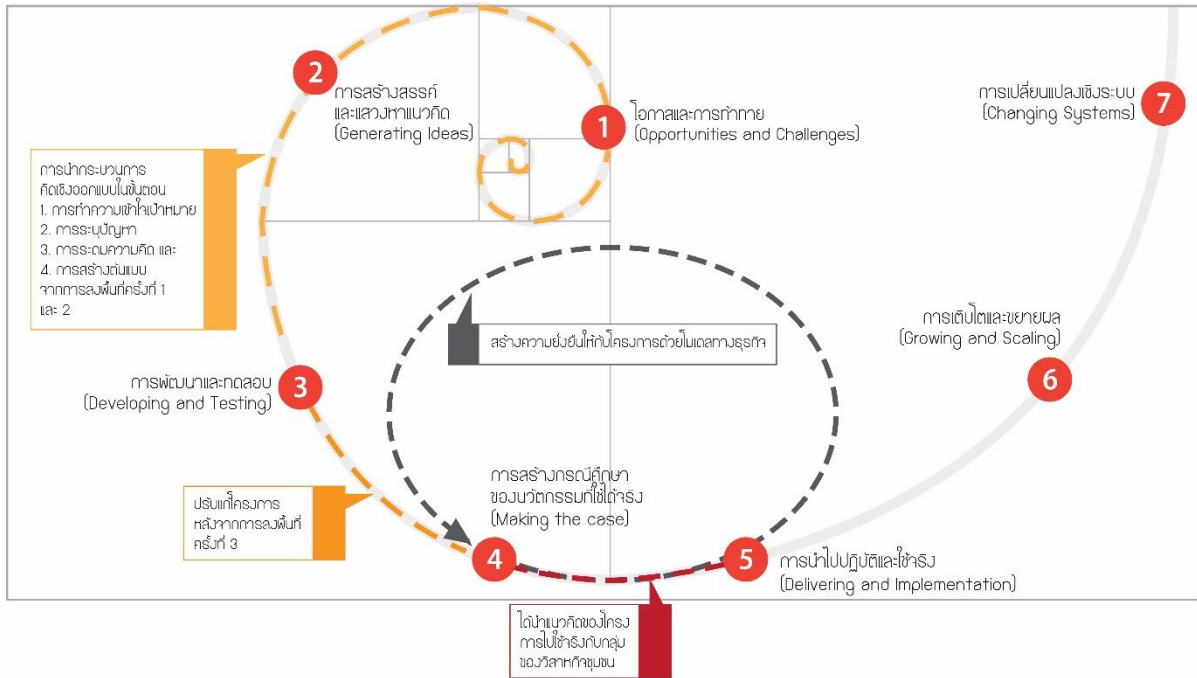 1
โอกาสและการท้าทาย
(Opportunities and Challenges)
2
การสร้างสรรค์
และแสวงหาแนวคิด
(Generating Ideas)
การนำกระบวนการ
คิดเชิงออกแบบในขั้นตอน
1. การทำความเข้าใจเป้าหมาย
2. การระบุปัญหา
3. การระดมความคิด และ
4. การสร้างต้นแบบ
จากการลงพื้นที่ครั้งที่ 1
และ 2
3
การพัฒนาและทดสอบ
(Developing and Testing)
ปรับแก้โครงการ
หลังจากการลงพื้นที่
ครั้งที่ 3
สร้างความยั่งยืนให้กับโครงการด้วยโมเดลทางธุรกิจ
4
การสร้างกรณีศึกษา
ของนวัตกรรมที่ใช้ได้จริง
(Making the case)
ได้นำแนวคิดของโครง
การไปใช้จริงกับกลุ่ม
ของวิสาหกิจชุมชน
5
การนำไปปฏิบัติและใช้จริง
(Delivering and Implementation)
6
การเติบโตและขยายผล
(Growing and Scaling)
7
การเปลี่ยนแปลงเชิงระบบ
(Changing Systems)